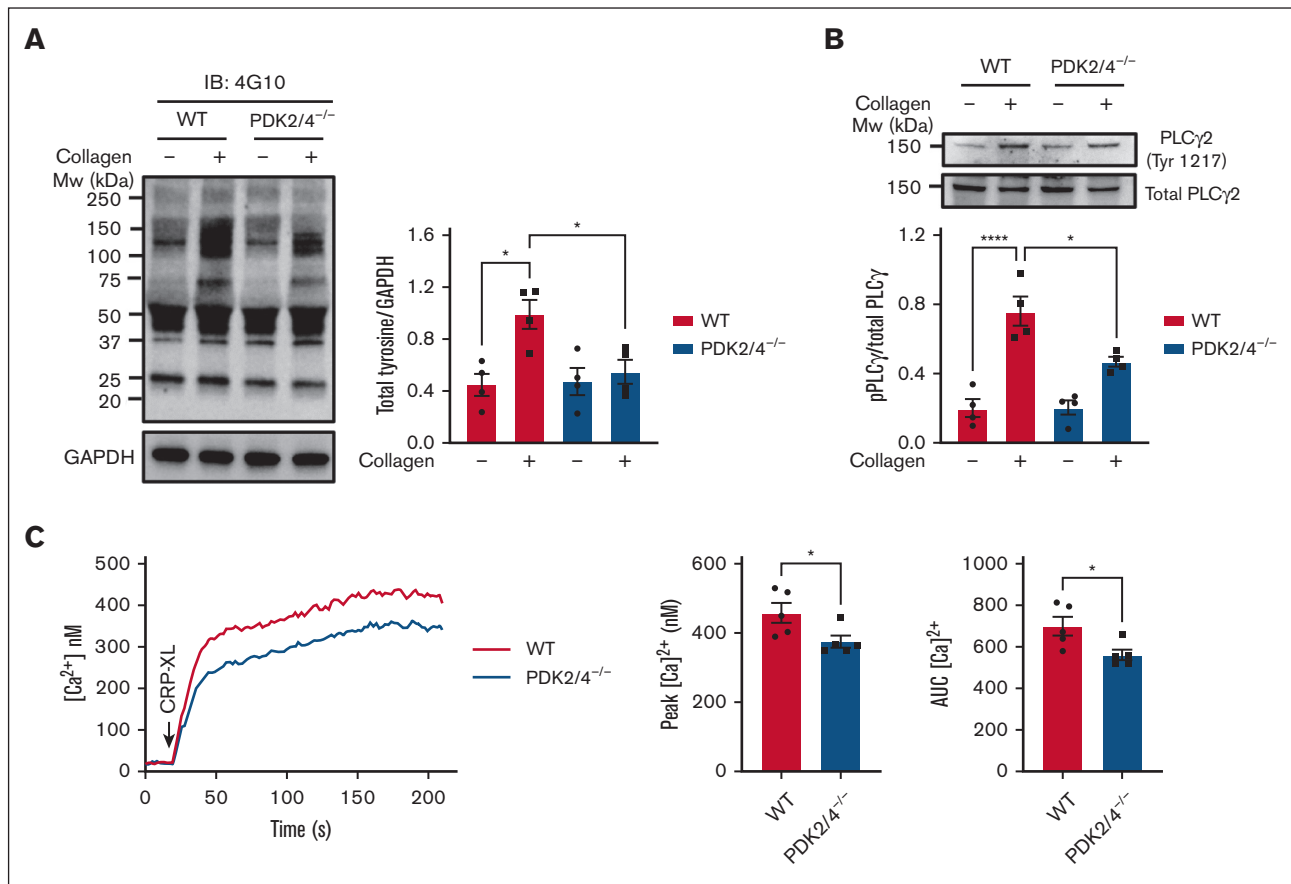 A
IB: 4G10
WT PDK2/4⁻/⁻
Collagen − + − +
Mw (kDa)
250
150
100
75
50
37
25
20
GAPDH
Total tyrosine/GAPDH
1.6
1.2
0.8
0.4
0.0
* *
Collagen − + − +
WT
PDK2/4⁻/⁻
B
WT PDK2/4⁻/⁻
Collagen − + − +
Mw (kDa)
150
PLCγ2
(Tyr 1217)
150
Total PLCγ2
pPLCγ/total PLCγ
1.2
0.8
0.4
0.0
**** *
Collagen − + − +
WT
PDK2/4⁻/⁻
C
[Ca²⁺] nM
500
400
300
200
100
0
CRP-XL
0 50 100 150 200
Time (s)
WT
PDK2/4⁻/⁻
Peak [Ca]²⁺ (nM)
600
400
200
0
*
WT
PDK2/4⁻/⁻
AUC [Ca]²⁺
1000
800
600
400
200
0
*
WT
PDK2/4⁻/⁻